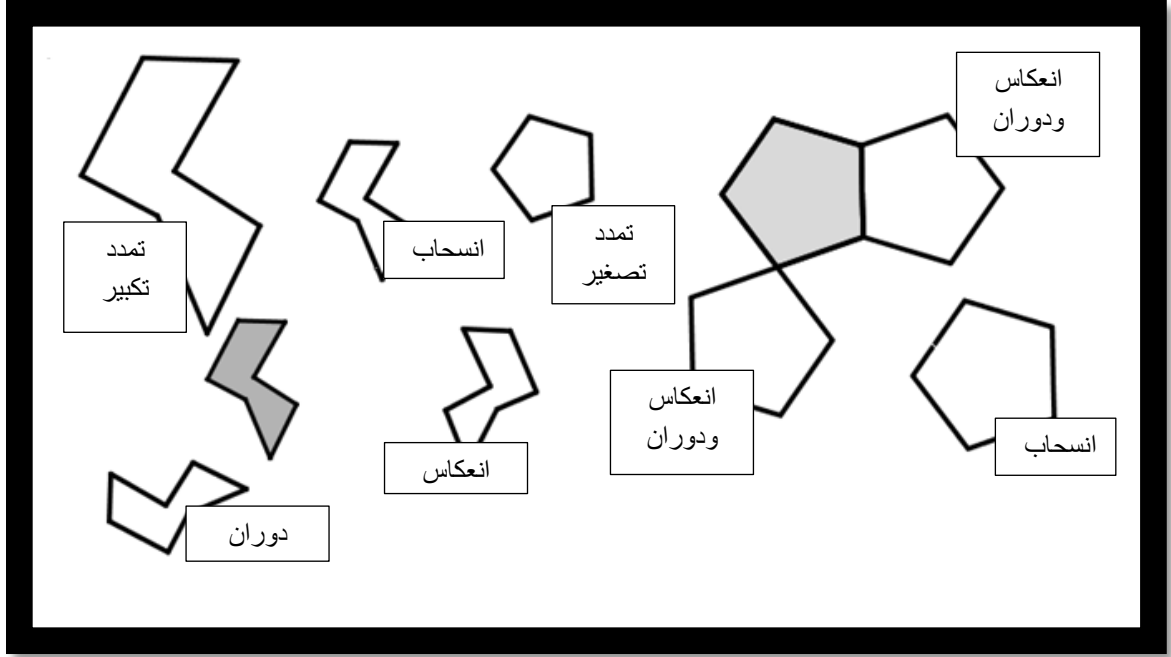 انعكاس
ودوران
تمدد
تصغير
انسحاب
تمدد
تكبير
انعكاس
ودوران
انسحاب
انعكاس
دوران